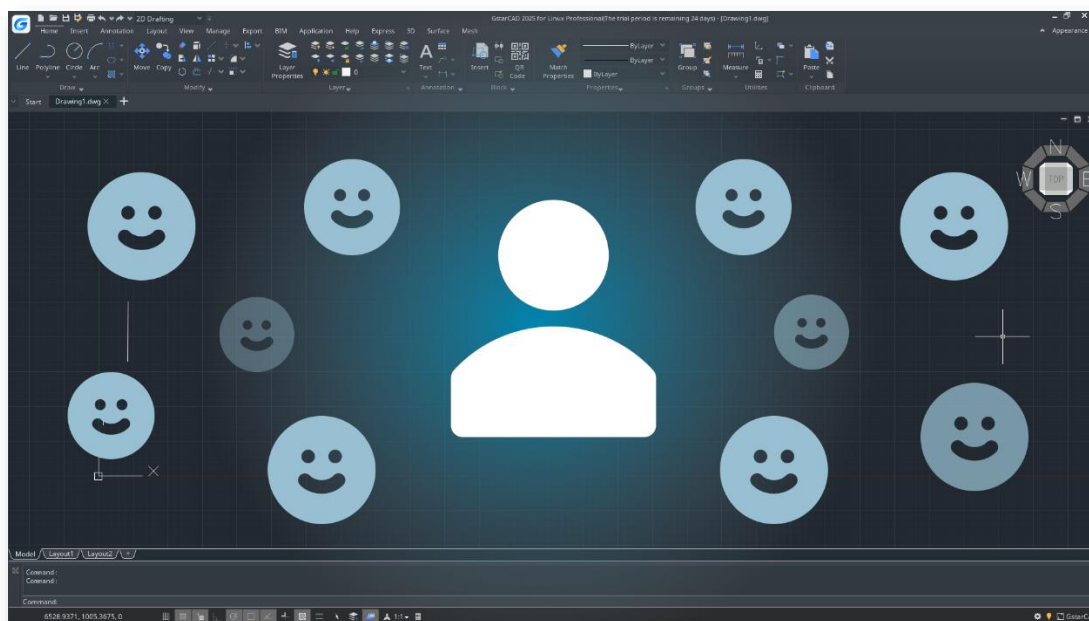 2D Drafting
GstarCAD 2025 for Linux Professional(The trial period is remaining 24 days) - [Drawing1.dwg]
Home Insert Annotation Layout View Manage Export BIM Application Help Express 3D Surface Mesh
Appearance
ByLayer
ByLayer
0
ByLayer
Line Polyline Circle Arc Move Copy Layer Properties Text Insert QR Code Match Properties Group Measure Paste
Draw Modify Layer Annotation Block Properties Groups Utilities Clipboard
Start Drawing1.dwg
N
W TOP E
S
X
Model Layout1 Layout2 +
Command:
Command:
Command:
6528.9371, 1005.3675, 0 1:1 GstarC